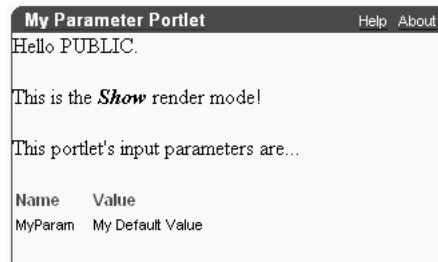 My Parameter Portlet Help About
Hello PUBLIC.
This is the Show render mode!
This portlet's input parameters are...
Name Value
MyParam My Default Value